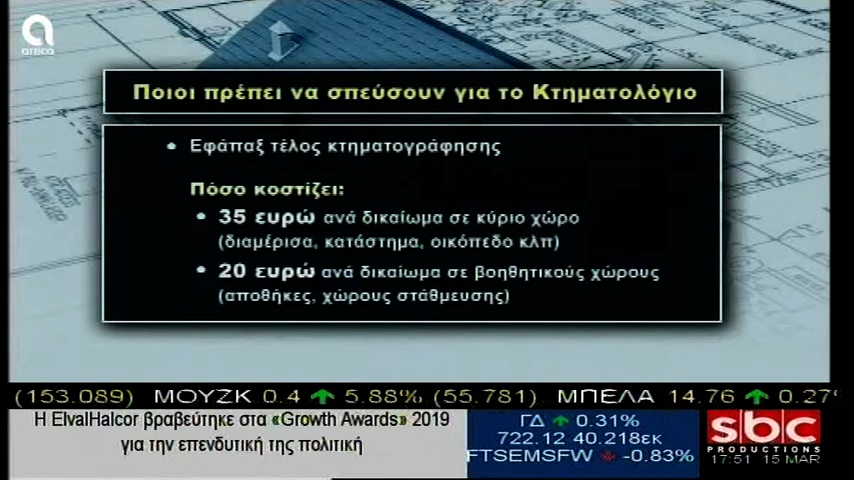 attica
Ποιοι πρέπει να σπεύσουν για το Κτηματολόγιο
• Εφάπαξ τέλος κτηματογράφησης
Πόσο κοστίζει:
• 35 ευρώ ανά δικαίωμα σε κύριο χώρο
(διαμέρισα, κατάστημα, οικόπεδο κλπ)
• 20 ευρώ ανά δικαίωμα σε βοηθητικούς χώρους
(αποθήκες, χώρους στάθμευσης)
(153.089) ΜΟΥΖΚ 0.4 5.88% (55.781) ΜΠΕΛΑ 14.76 0.27%
Η ElvalHalcor βραβεύτηκε στα «Growth Awards» 2019
για την επενδυτική της πολιτική
ΓΔ 0.31%
722.12 40.218εκ
FTSEMSFW -0.83%
sbc
PRODUCTIONS
17:51 15 MAR